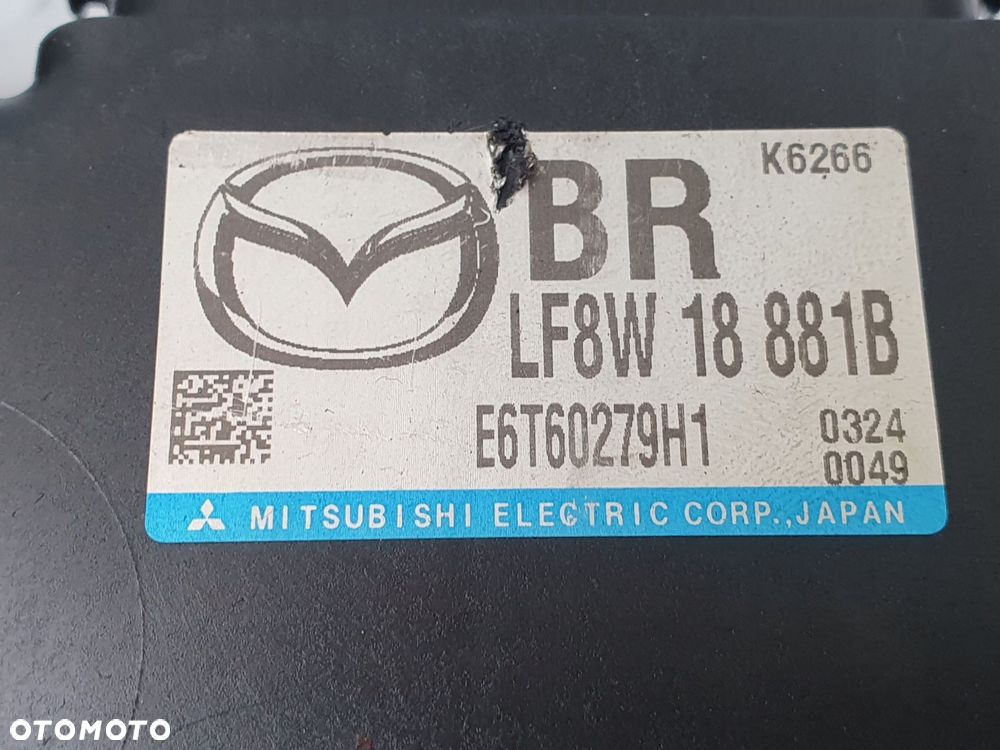 BR K6266
LF8W 18 881B
E6T60279H1 0324
0049
MITSUBISHI ELECTRIC CORP.,JAPAN
OTOMOTO